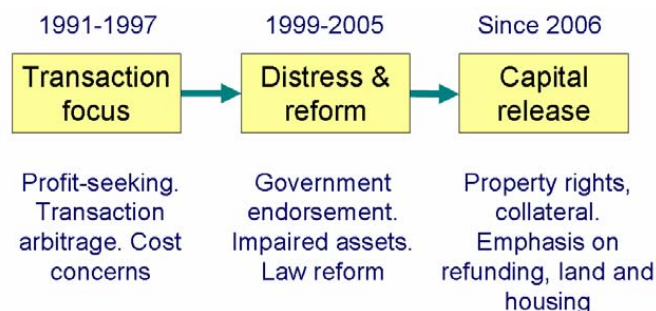 1991-1997
Transaction
focus
Profit-seeking.
Transaction
arbitrage. Cost
concerns
1999-2005
Distress &
reform
Government
endorsement.
Impaired assets.
Law reform
Since 2006
Capital
release
Property rights,
collateral.
Emphasis on
refunding, land and
housing